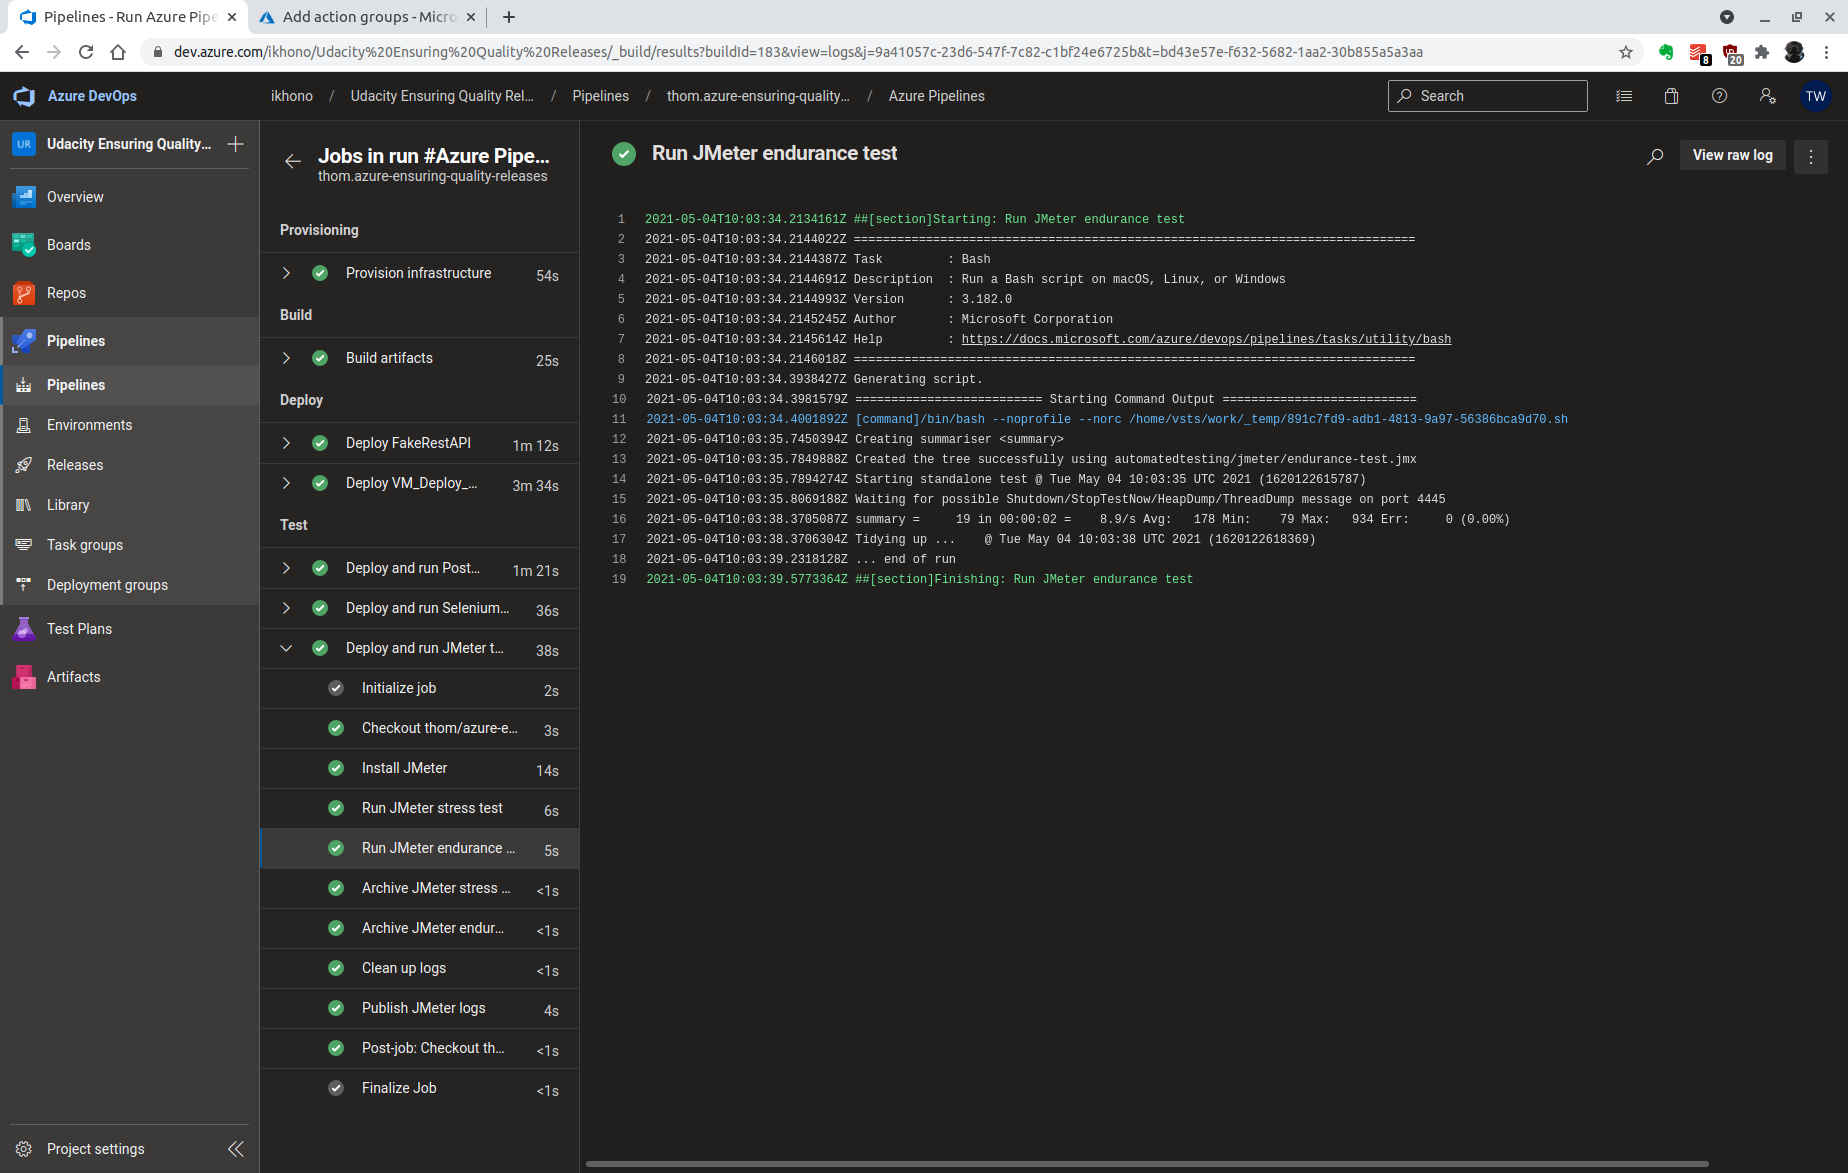 Pipelines - Run Azure Pipe
Add action groups - Micro
dev.azure.com/ikhono/Udacity%20Ensuring%20Quality%20Releases/_build/results?buildId=183&view=logs&j=9a41057c-23d6-547f-7c82-c1bf24e6725b&t=bd43e57e-f632-5682-1aa2-30b855a5a3aa
8
20
Azure DevOps
ikhono / Udacity Ensuring Quality Rel... / Pipelines / thom.azure-ensuring-quality... / Azure Pipelines
Search
TW
UR
Udacity Ensuring Quality...
Overview
Boards
Repos
Pipelines
Pipelines
Environments
Releases
Library
Task groups
Deployment groups
Test Plans
Artifacts
Project settings
Jobs in run #Azure Pipe...
thom.azure-ensuring-quality-releases
Provisioning
Provision infrastructure 54s
Build
Build artifacts 25s
Deploy
Deploy FakeRestAPI 1m 12s
Deploy VM_Deploy_... 3m 34s
Test
Deploy and run Post... 1m 21s
Deploy and run Selenium... 36s
Deploy and run JMeter t... 38s
Initialize job 2s
Checkout thom/azure-e... 3s
Install JMeter 14s
Run JMeter stress test 6s
Run JMeter endurance ... 5s
Archive JMeter stress ... <1s
Archive JMeter endur... <1s
Clean up logs <1s
Publish JMeter logs 4s
Post-job: Checkout th... <1s
Finalize Job <1s
Run JMeter endurance test
View raw log
1 2021-05-04T10:03:34.2134161Z ##[section]Starting: Run JMeter endurance test
2 2021-05-04T10:03:34.2144022Z ==============================================================================
3 2021-05-04T10:03:34.2144387Z Task         : Bash
4 2021-05-04T10:03:34.2144691Z Description  : Run a Bash script on macOS, Linux, or Windows
5 2021-05-04T10:03:34.2144993Z Version      : 3.182.0
6 2021-05-04T10:03:34.2145245Z Author       : Microsoft Corporation
7 2021-05-04T10:03:34.2145614Z Help         : https://docs.microsoft.com/azure/devops/pipelines/tasks/utility/bash
8 2021-05-04T10:03:34.2146018Z ==============================================================================
9 2021-05-04T10:03:34.3938427Z Generating script.
10 2021-05-04T10:03:34.3981579Z ========================== Starting Command Output ===========================
11 2021-05-04T10:03:34.4001892Z [command]/bin/bash --noprofile --norc /home/vsts/work/_temp/891c7fd9-adb1-4813-9a97-56386bca9d70.sh
12 2021-05-04T10:03:35.7450394Z Creating summariser <summary>
13 2021-05-04T10:03:35.7849888Z Created the tree successfully using automatedtesting/jmeter/endurance-test.jmx
14 2021-05-04T10:03:35.7894274Z Starting standalone test @ Tue May 04 10:03:35 UTC 2021 (1620122615787)
15 2021-05-04T10:03:35.8069188Z Waiting for possible Shutdown/StopTestNow/HeapDump/ThreadDump message on port 4445
16 2021-05-04T10:03:38.3705087Z summary =     19 in 00:00:02 =    8.9/s Avg:   178 Min:    79 Max:   934 Err:     0 (0.00%)
17 2021-05-04T10:03:38.3706304Z Tidying up ...    @ Tue May 04 10:03:38 UTC 2021 (1620122618369)
18 2021-05-04T10:03:39.2318128Z ... end of run
19 2021-05-04T10:03:39.5773364Z ##[section]Finishing: Run JMeter endurance test